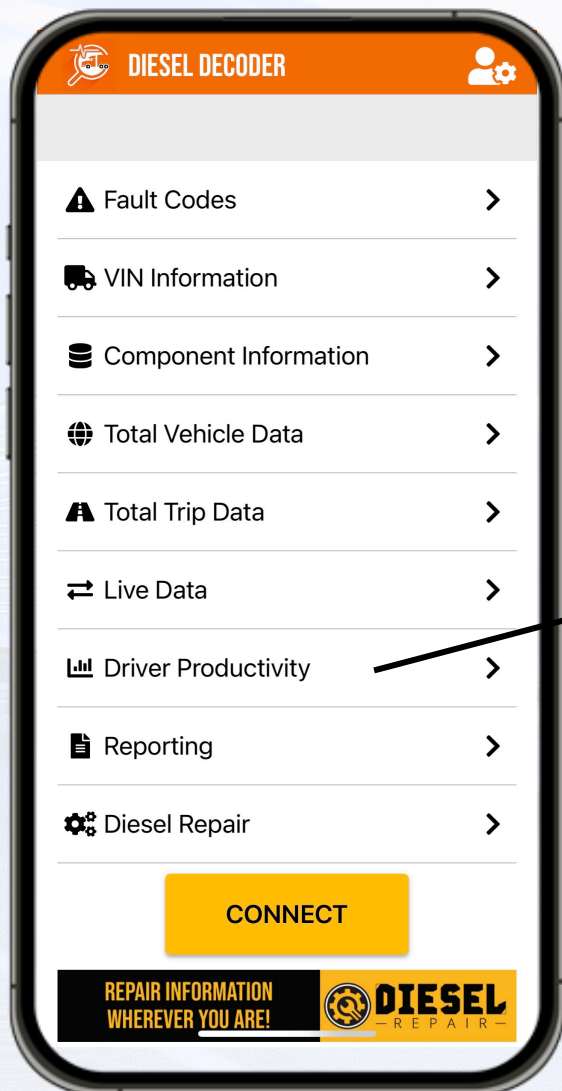 DIESEL DECODER
Fault Codes
VIN Information
Component Information
Total Vehicle Data
Total Trip Data
Live Data
Driver Productivity
Reporting
Diesel Repair
CONNECT
REPAIR INFORMATION
WHEREVER YOU ARE!
DIESEL
REPAIR